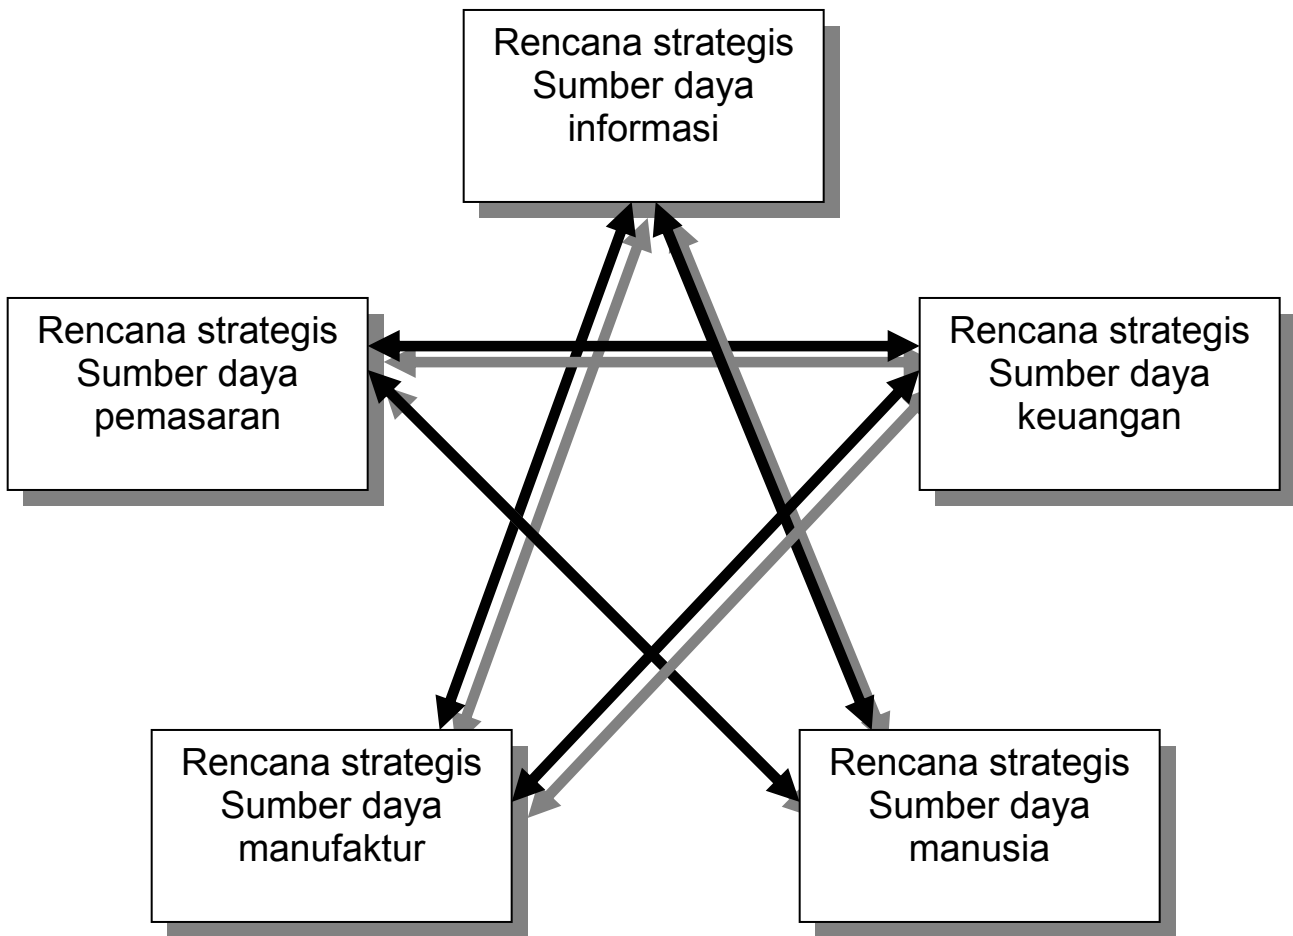 Rencana strategis
Sumber daya
informasi
Rencana strategis
Sumber daya
pemasaran
Rencana strategis
Sumber daya
keuangan
Rencana strategis
Sumber daya
manufaktur
Rencana strategis
Sumber daya
manusia